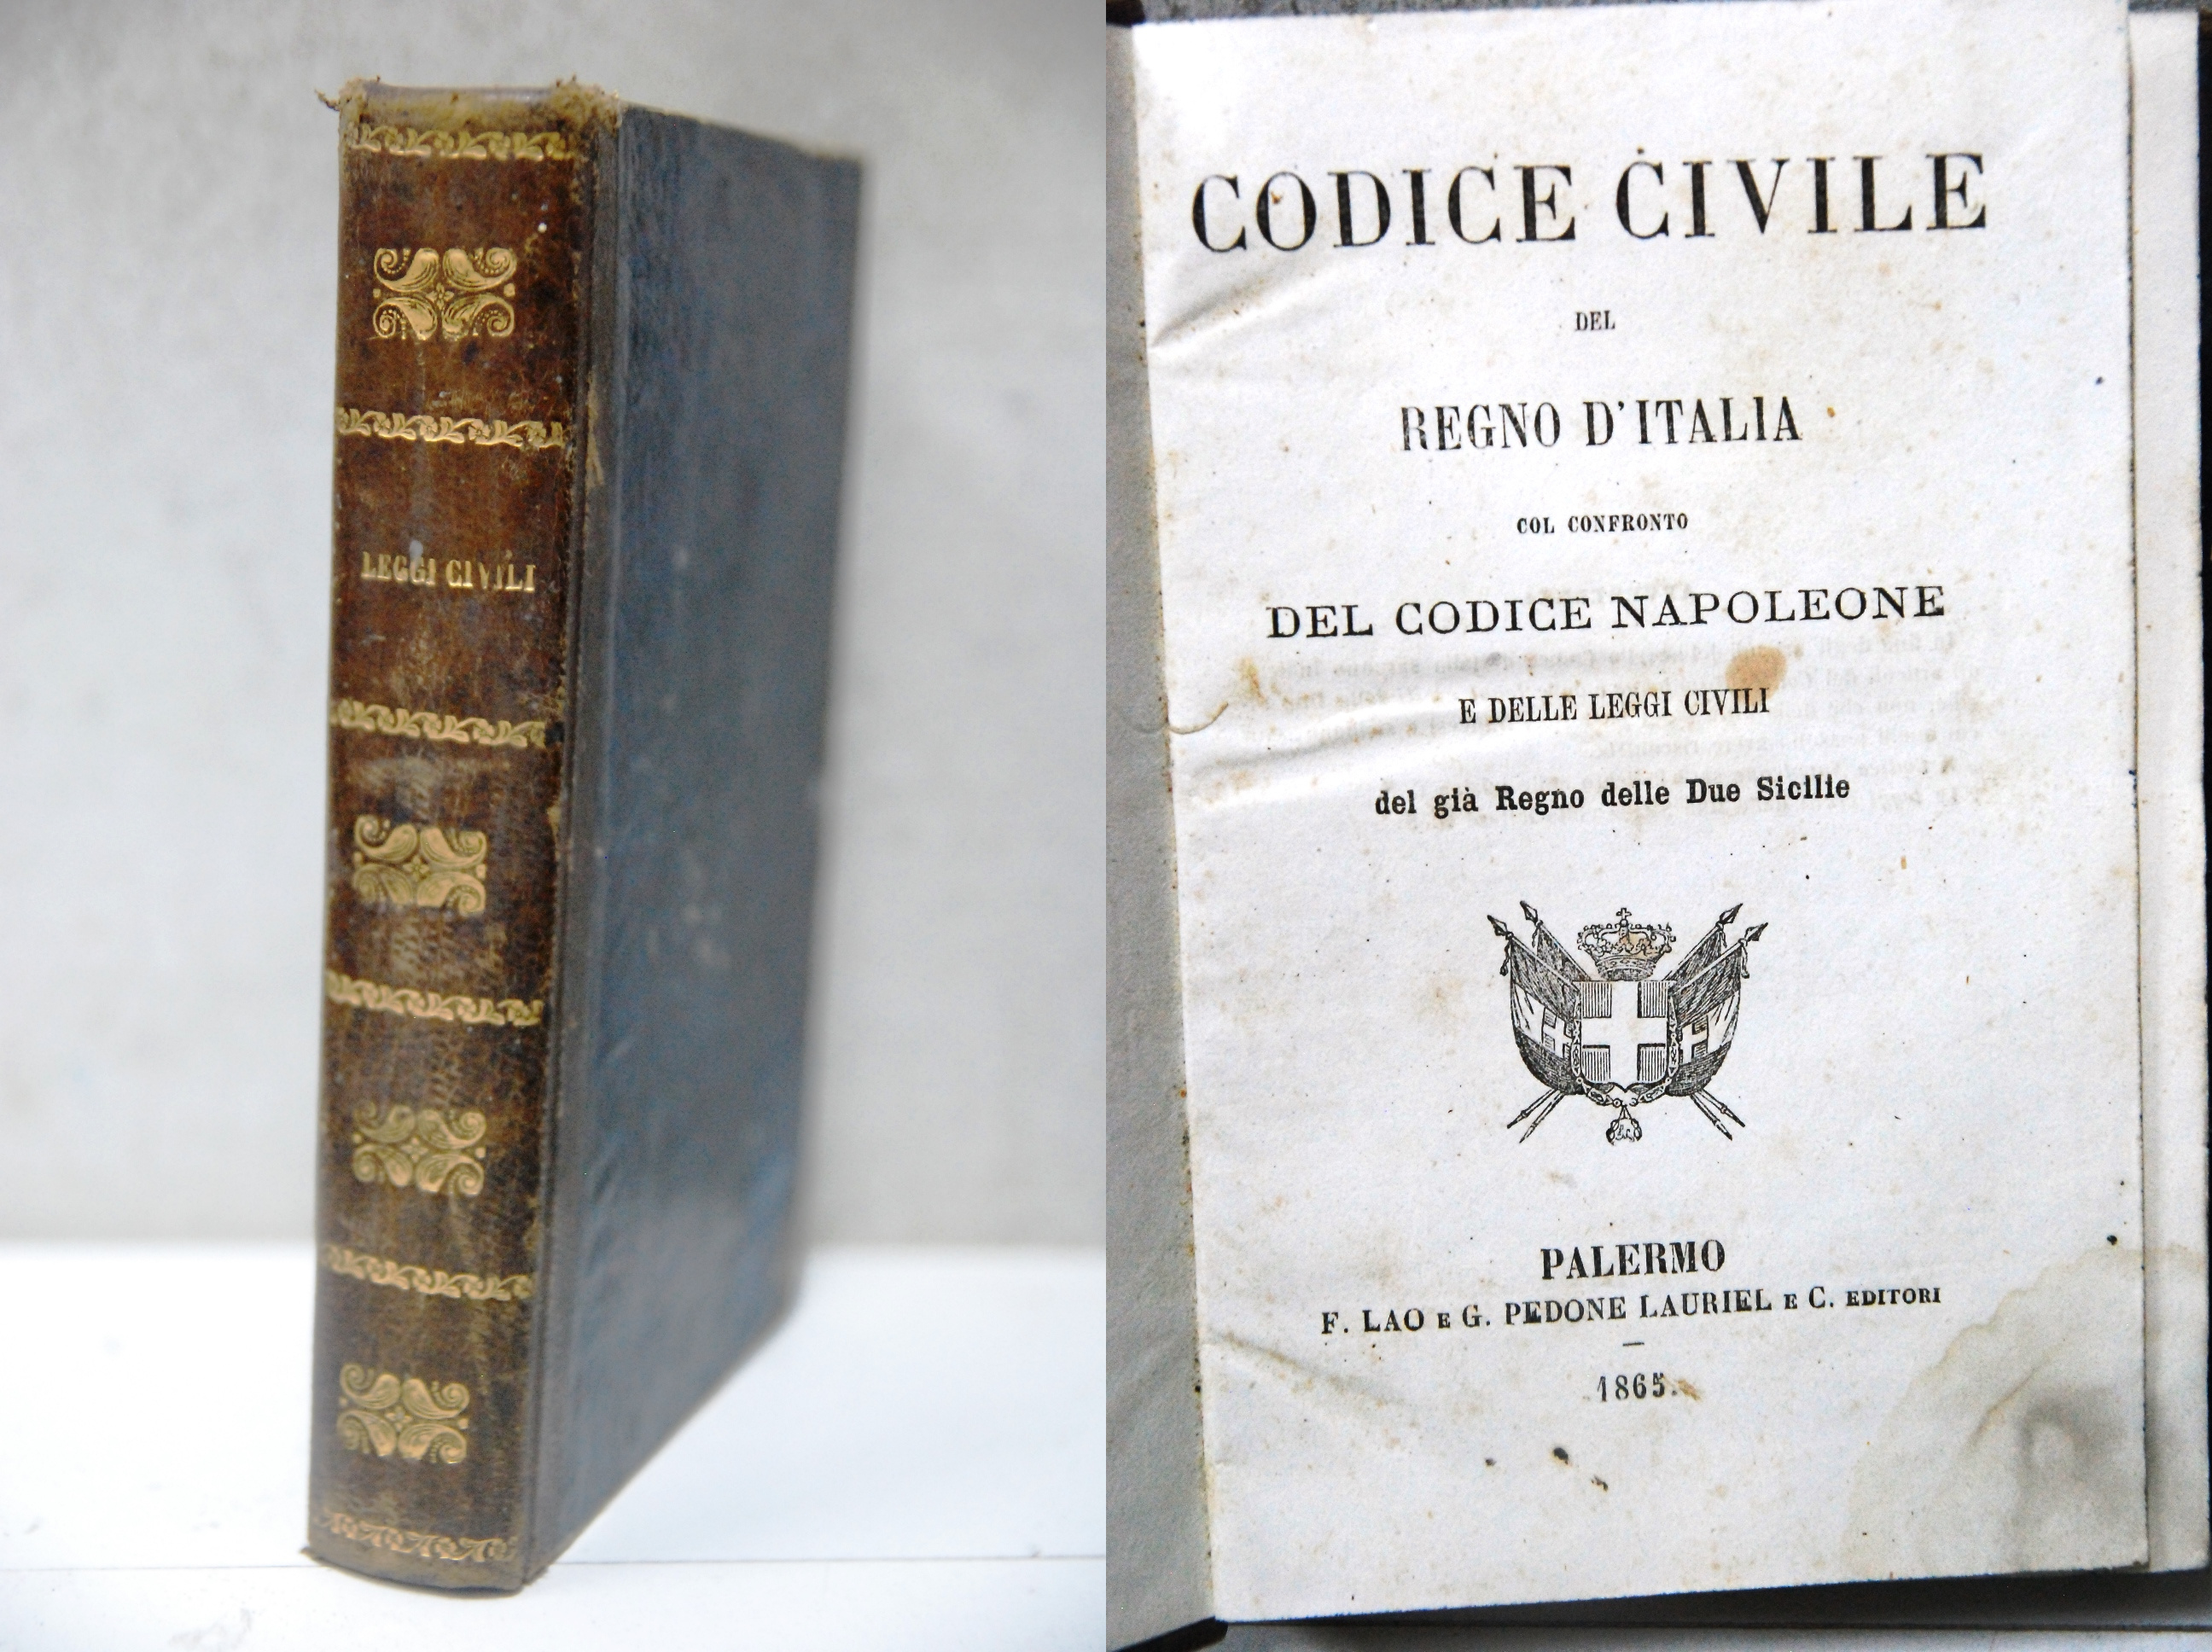 LEGGI CIVILI
CODICE CIVILE
DEL
REGNO D'ITALIA
COL CONFRONTO
DEL CODICE NAPOLEONE
E DELLE LEGGI CIVILI
del già Regno delle Due Sicilie
PALERMO
F. LAO E G. PEDONE LAURIEL E C. EDITORI
1865.